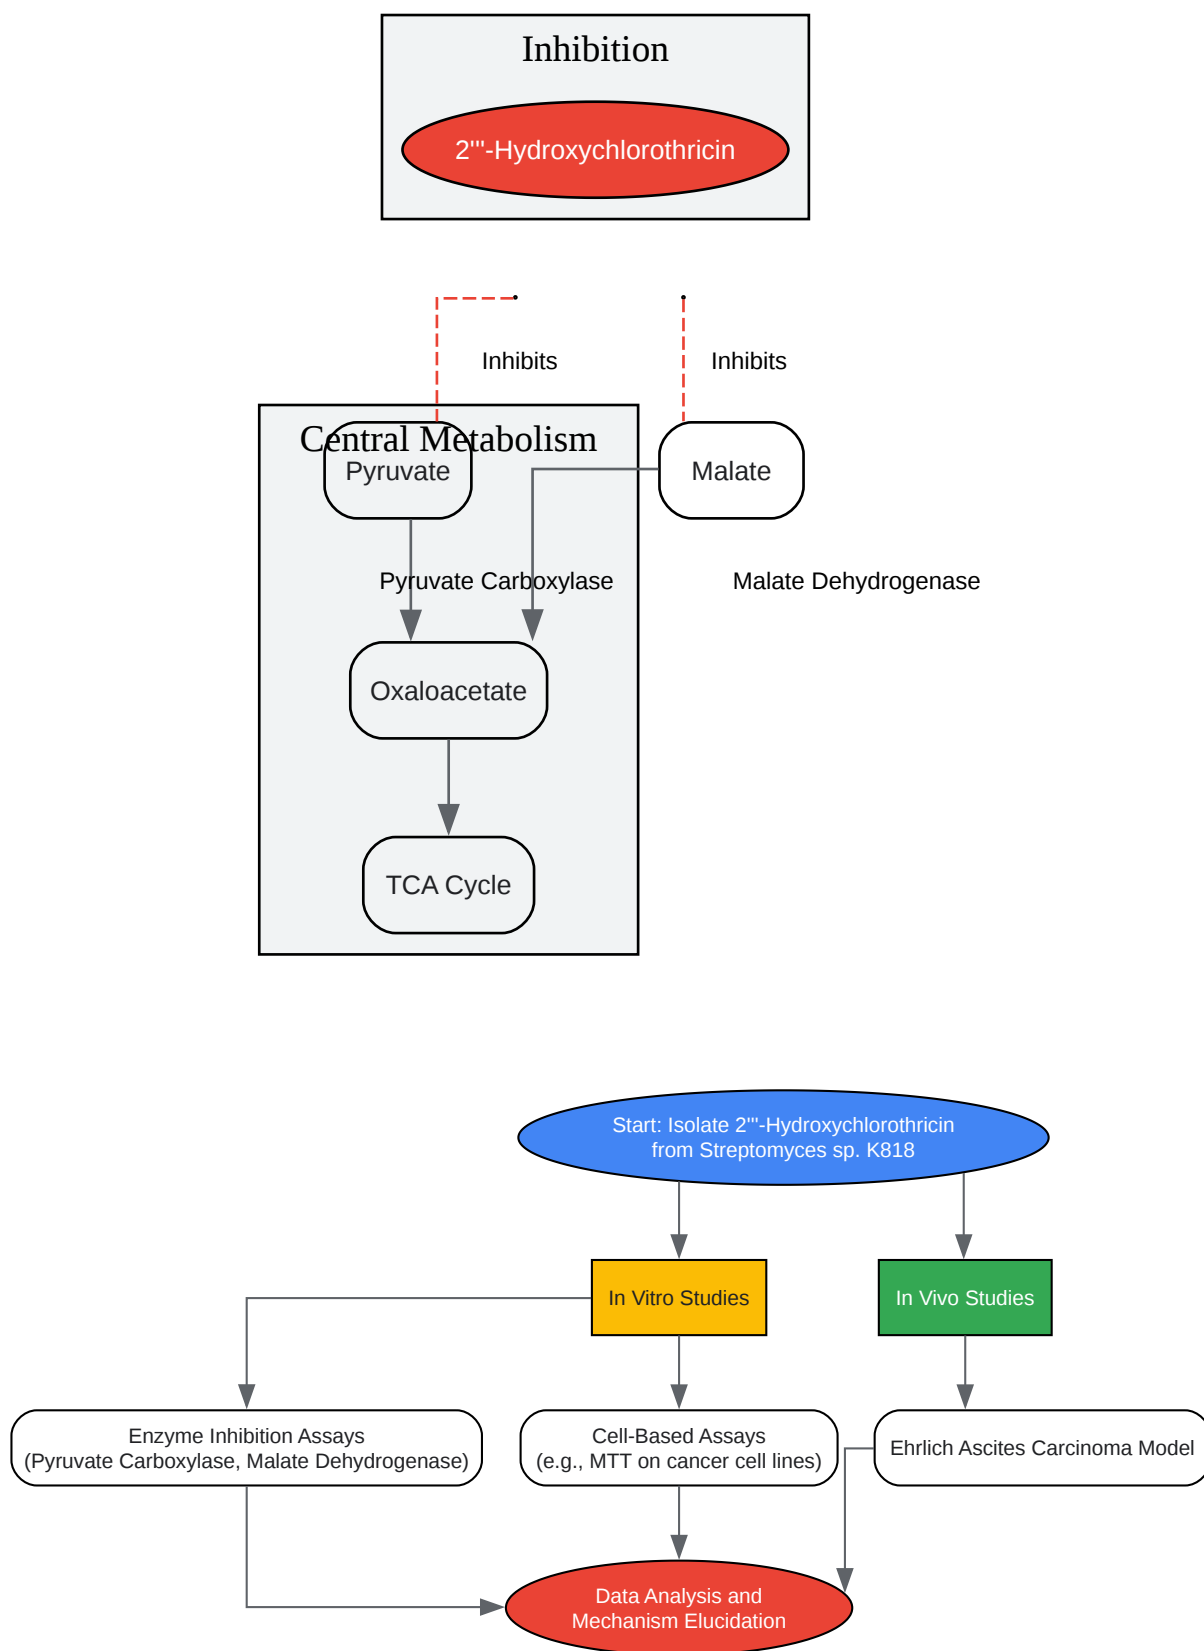 Inhibition
2'''-Hydroxychlorothricin
Inhibits
Inhibits
Central Metabolism
Pyruvate
Malate
Pyruvate Carboxylase
Malate Dehydrogenase
Oxaloacetate
TCA Cycle
Start: Isolate 2'''-Hydroxychlorothricin
from Streptomyces sp. K818
In Vitro Studies
In Vivo Studies
Enzyme Inhibition Assays
(Pyruvate Carboxylase, Malate Dehydrogenase)
Cell-Based Assays
(e.g., MTT on cancer cell lines)
Ehrlich Ascites Carcinoma Model
Data Analysis and
Mechanism Elucidation